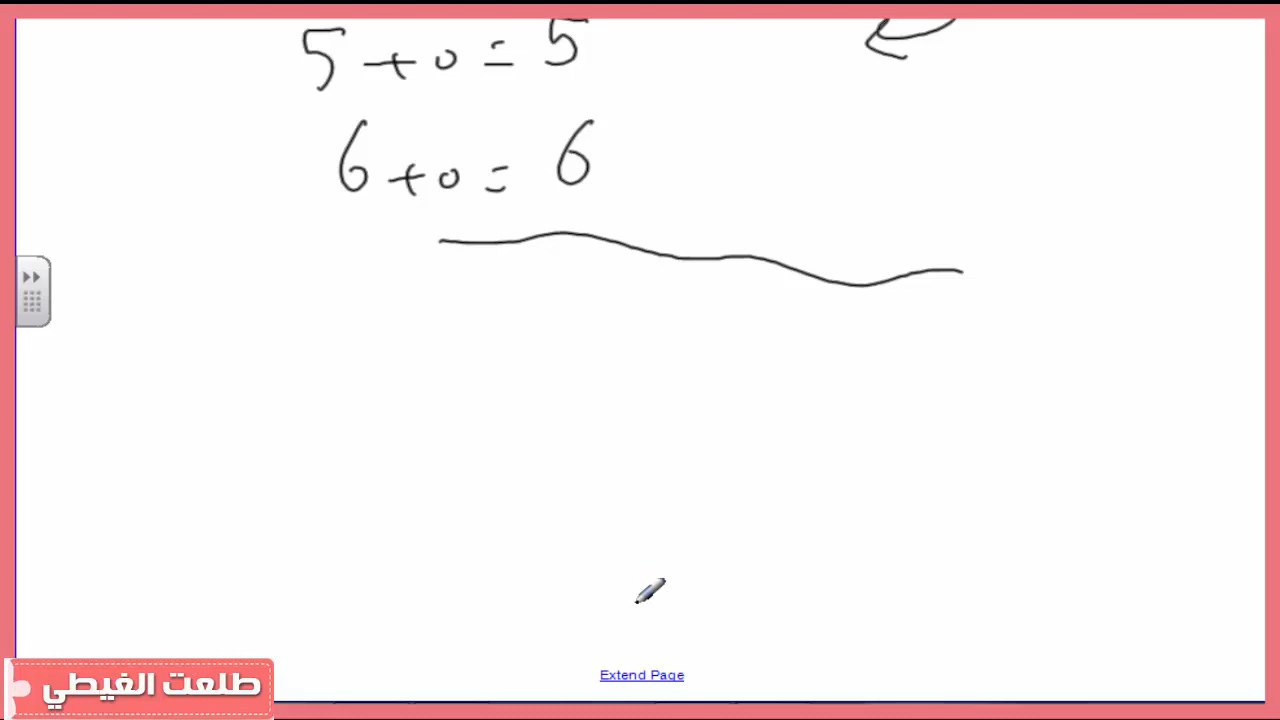 5 + 0 = 5
6 + 0 = 6
Extend Page
طلعت الغيطي